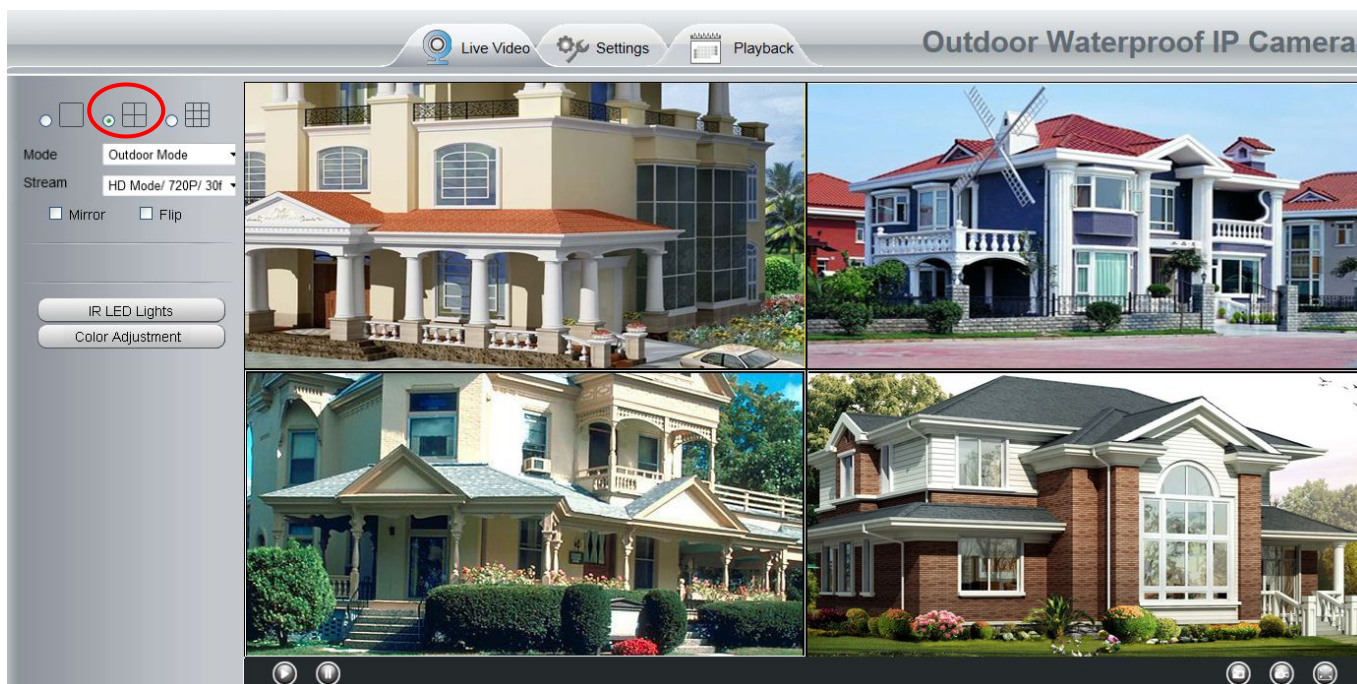 Live Video
Settings
Playback
Outdoor Waterproof IP Camera
Mode
Outdoor Mode
Stream
HD Mode/ 720P/ 30f
Mirror
Flip
IR LED Lights
Color Adjustment